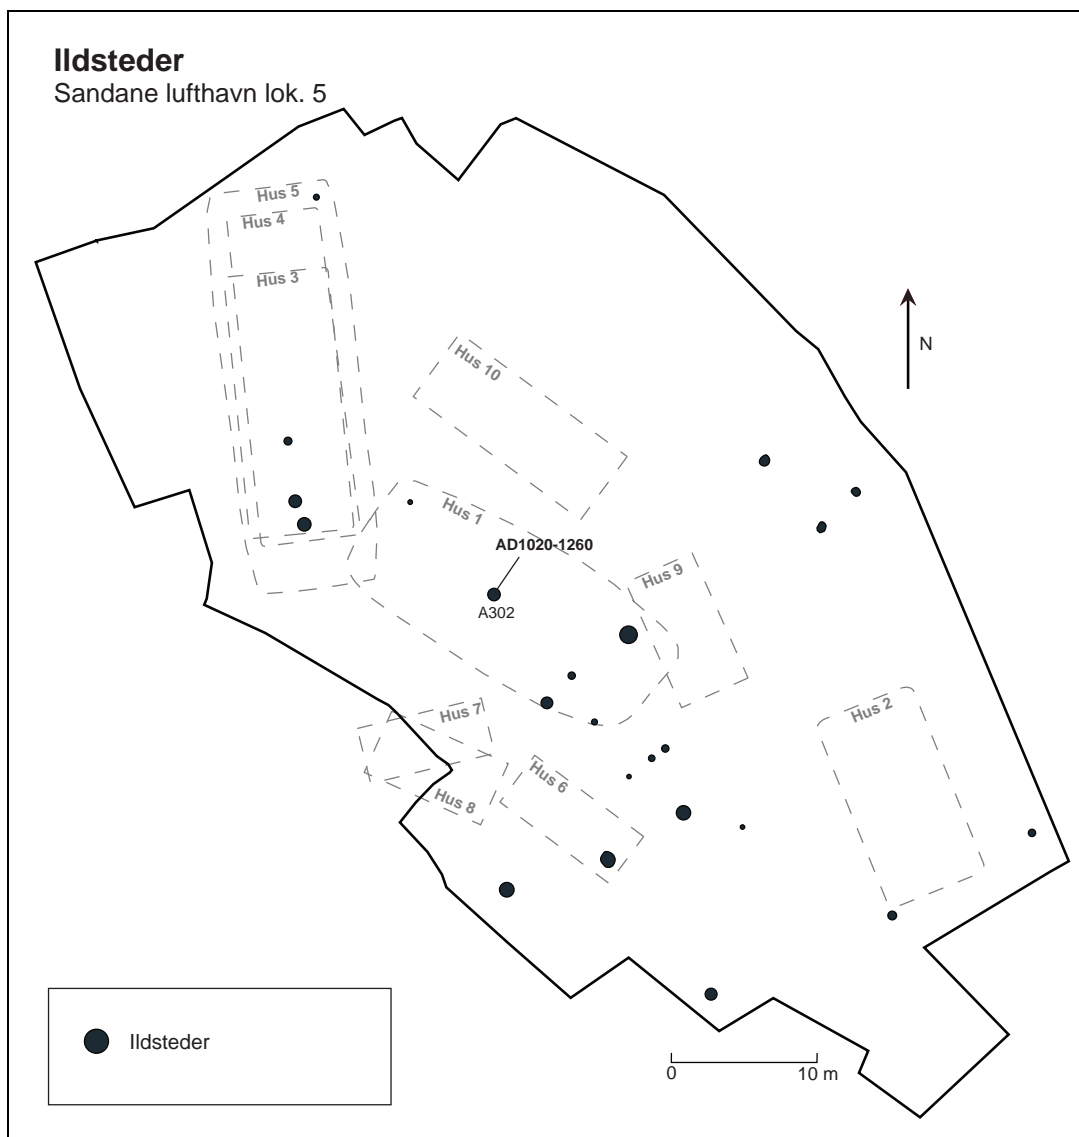 Ildsteder
Sandane lufthavn lok. 5
Hus 5
Hus 4
Hus 3
Hus 10
N
Hus 1
AD1020-1260
A302
Hus 9
Hus 7
Hus 2
Hus 6
Hus 8
Ildsteder
0 10 m